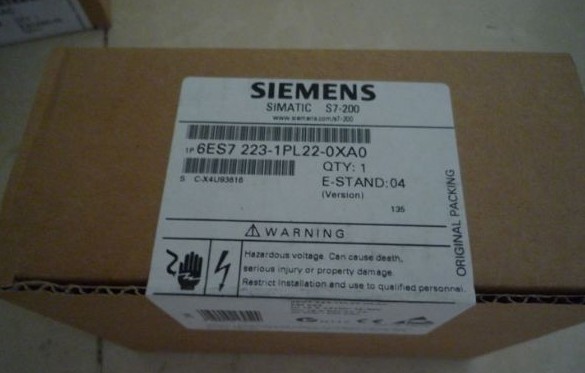 SIEMENS
SIMATIC S7-200
www.siemens.com/s7-200
1P 6ES7 223-1PL22-0XA0
QTY: 1
S C-X4U93616
E-STAND: 04
(Version)
135
ORIGINAL PACKING
WARNING
Hazardous voltage. Can cause death,
serious injury or property damage.
Restrict installation and use to qualified personnel.